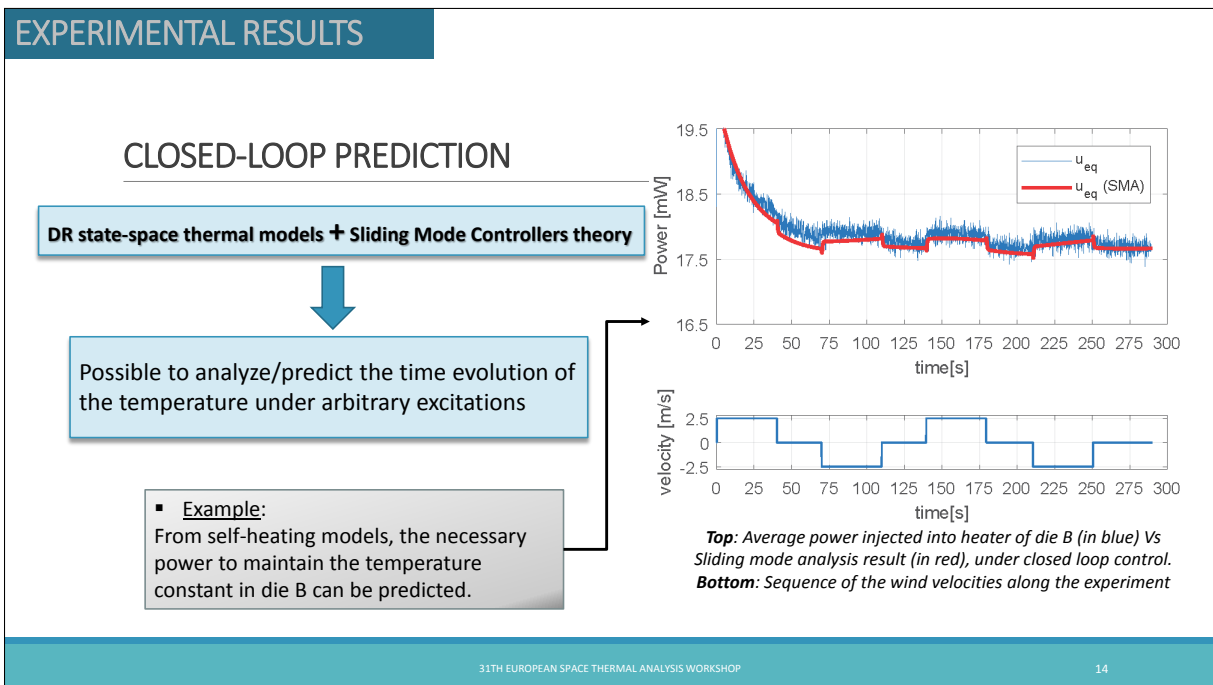 EXPERIMENTAL RESULTS
CLOSED-LOOP PREDICTION
DR state-space thermal models + Sliding Mode Controllers theory
Possible to analyze/predict the time evolution of
the temperature under arbitrary excitations
▪ Example:
From self-heating models, the necessary
power to maintain the temperature
constant in die B can be predicted.
19.5
18.5
17.5
16.5
Power [mW]
u_eq
u_eq (SMA)
0 25 50 75 100 125 150 175 200 225 250 275 300
time[s]
2.5
0
-2.5
velocity [m/s]
0 25 50 75 100 125 150 175 200 225 250 275 300
time[s]
Top: Average power injected into heater of die B (in blue) Vs
Sliding mode analysis result (in red), under closed loop control.
Bottom: Sequence of the wind velocities along the experiment
31TH EUROPEAN SPACE THERMAL ANALYSIS WORKSHOP
14